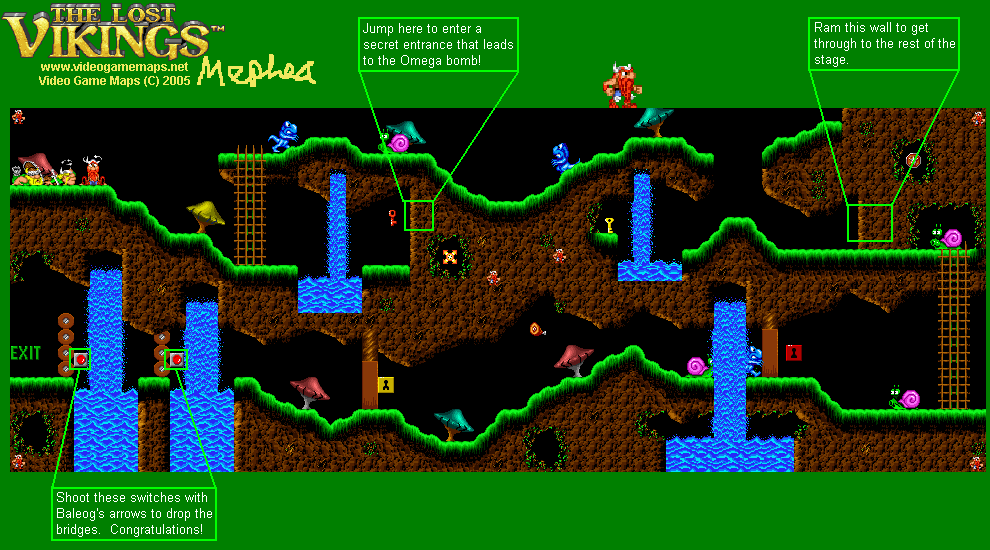 THE LOST
VIKINGS™
www.videogamemaps.net
Video Game Maps (C) 2005
Mephea
Jump here to enter a
secret entrance that leads
to the Omega bomb!
Ram this wall to get
through to the rest of the
stage.
EXIT
Shoot these switches with
Baleog's arrows to drop the
bridges.  Congratulations!